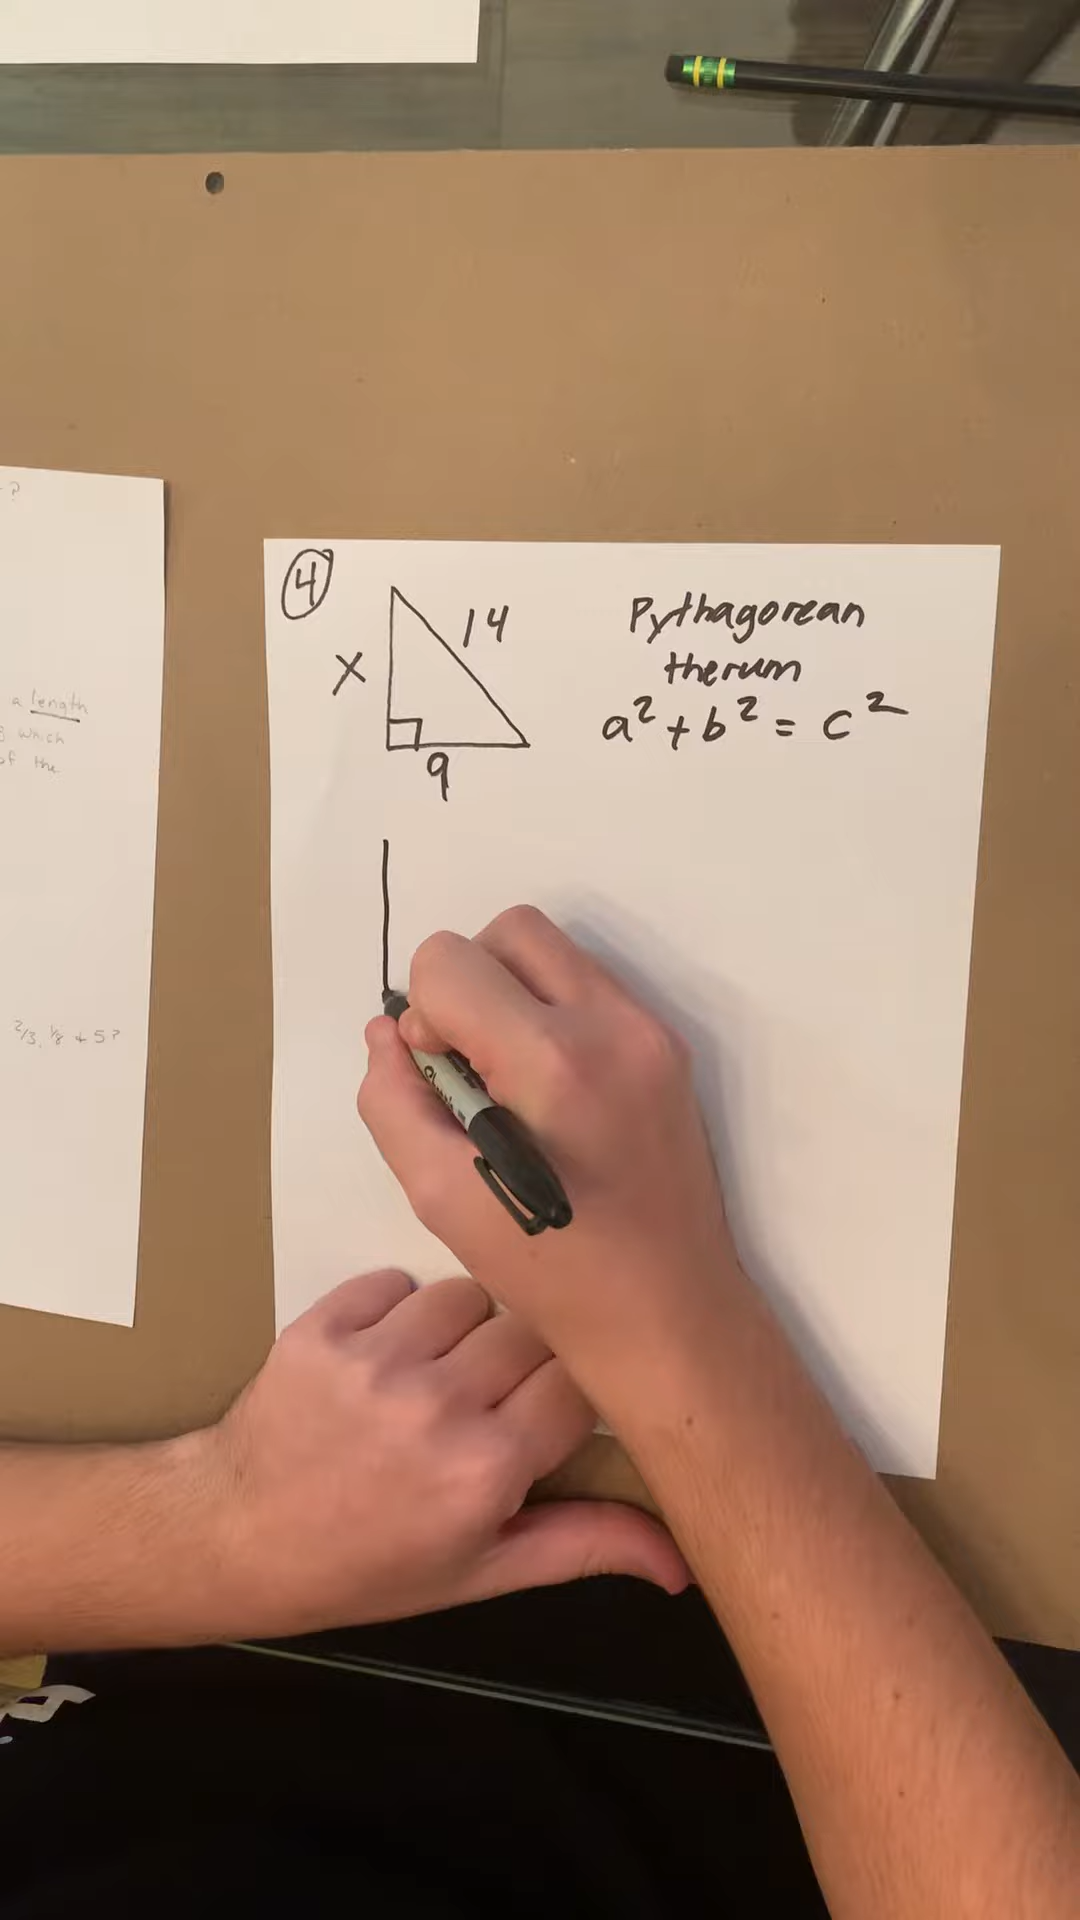 ?
a length
which
of the
2/3, 1/8 + 5?
4
14
X
9
Pythagorean
therum
a² + b² = c²